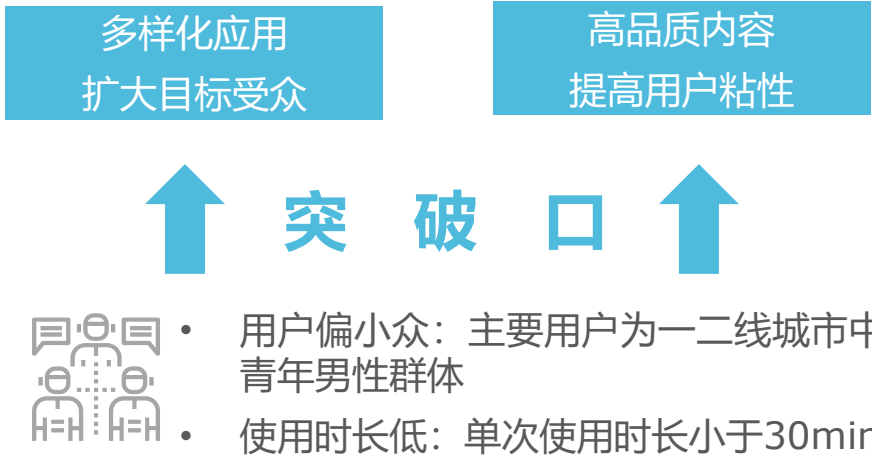 多样化应用
扩大目标受众
高品质内容
提高用户粘性
突 破 口
• 用户偏小众：主要用户为一二线城市中
青年男性群体
• 使用时长低：单次使用时长小于30min